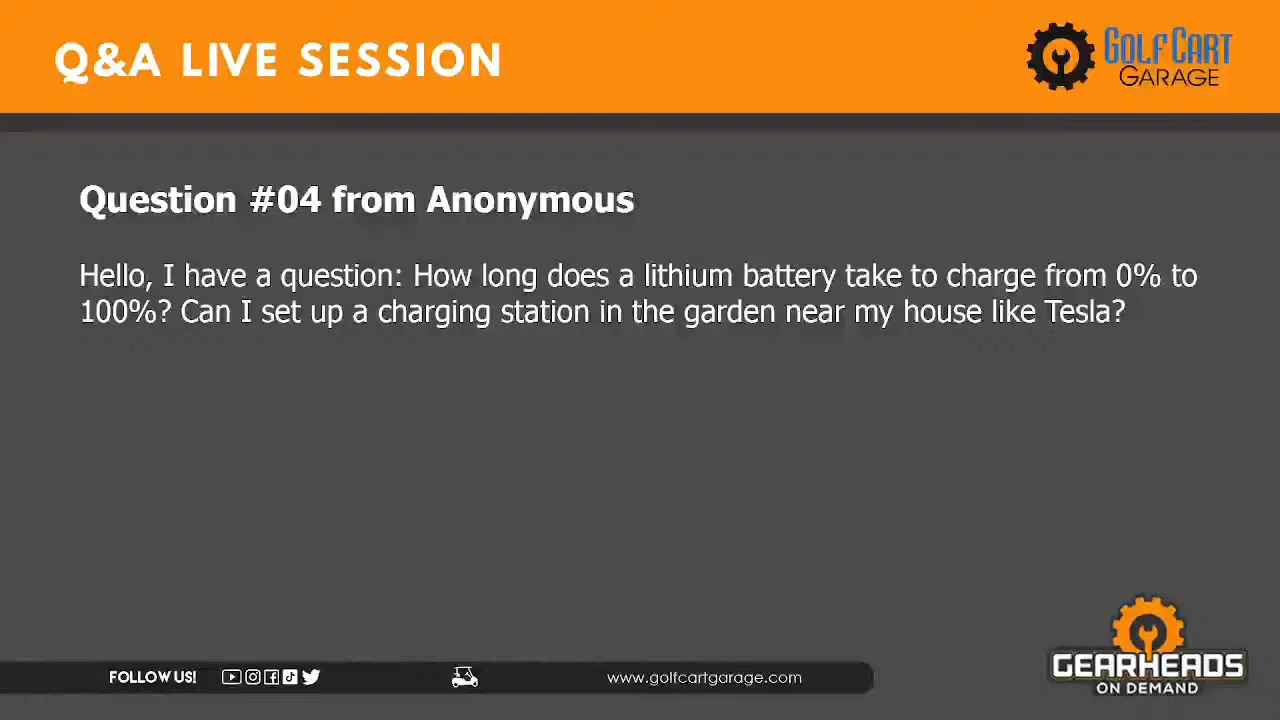 Q&A LIVE SESSION
GOLF CART
GARAGE
Question #04 from Anonymous
Hello, I have a question: How long does a lithium battery take to charge from 0% to
100%? Can I set up a charging station in the garden near my house like Tesla?
FOLLOW US!
www.golfcartgarage.com
GEARHEADS
ON DEMAND